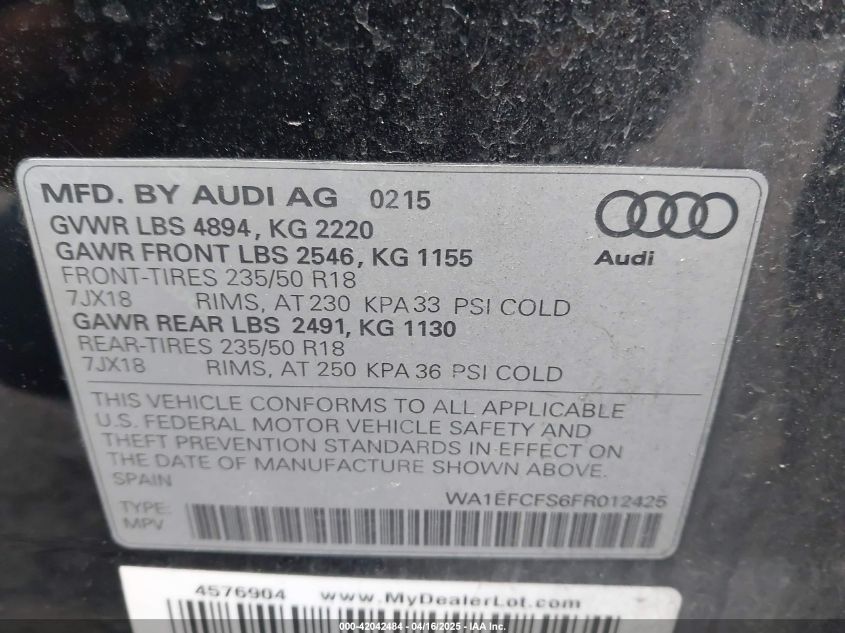 MFD. BY AUDI AG 0215
GVWR LBS 4894, KG 2220
GAWR FRONT LBS 2546, KG 1155
FRONT-TIRES 235/50 R18
7JX18 RIMS, AT 230 KPA 33 PSI COLD
GAWR REAR LBS 2491, KG 1130
REAR-TIRES 235/50 R18
7JX18 RIMS, AT 250 KPA 36 PSI COLD
Audi
THIS VEHICLE CONFORMS TO ALL APPLICABLE
U.S. FEDERAL MOTOR VEHICLE SAFETY AND
THEFT PREVENTION STANDARDS IN EFFECT ON
THE DATE OF MANUFACTURE SHOWN ABOVE.
SPAIN
WA1EFCFS6FR012425
TYPE:
MPV
4576904 www.MyDealerLot.com
000-42042484 - 04/16/2025 - IAA Inc.